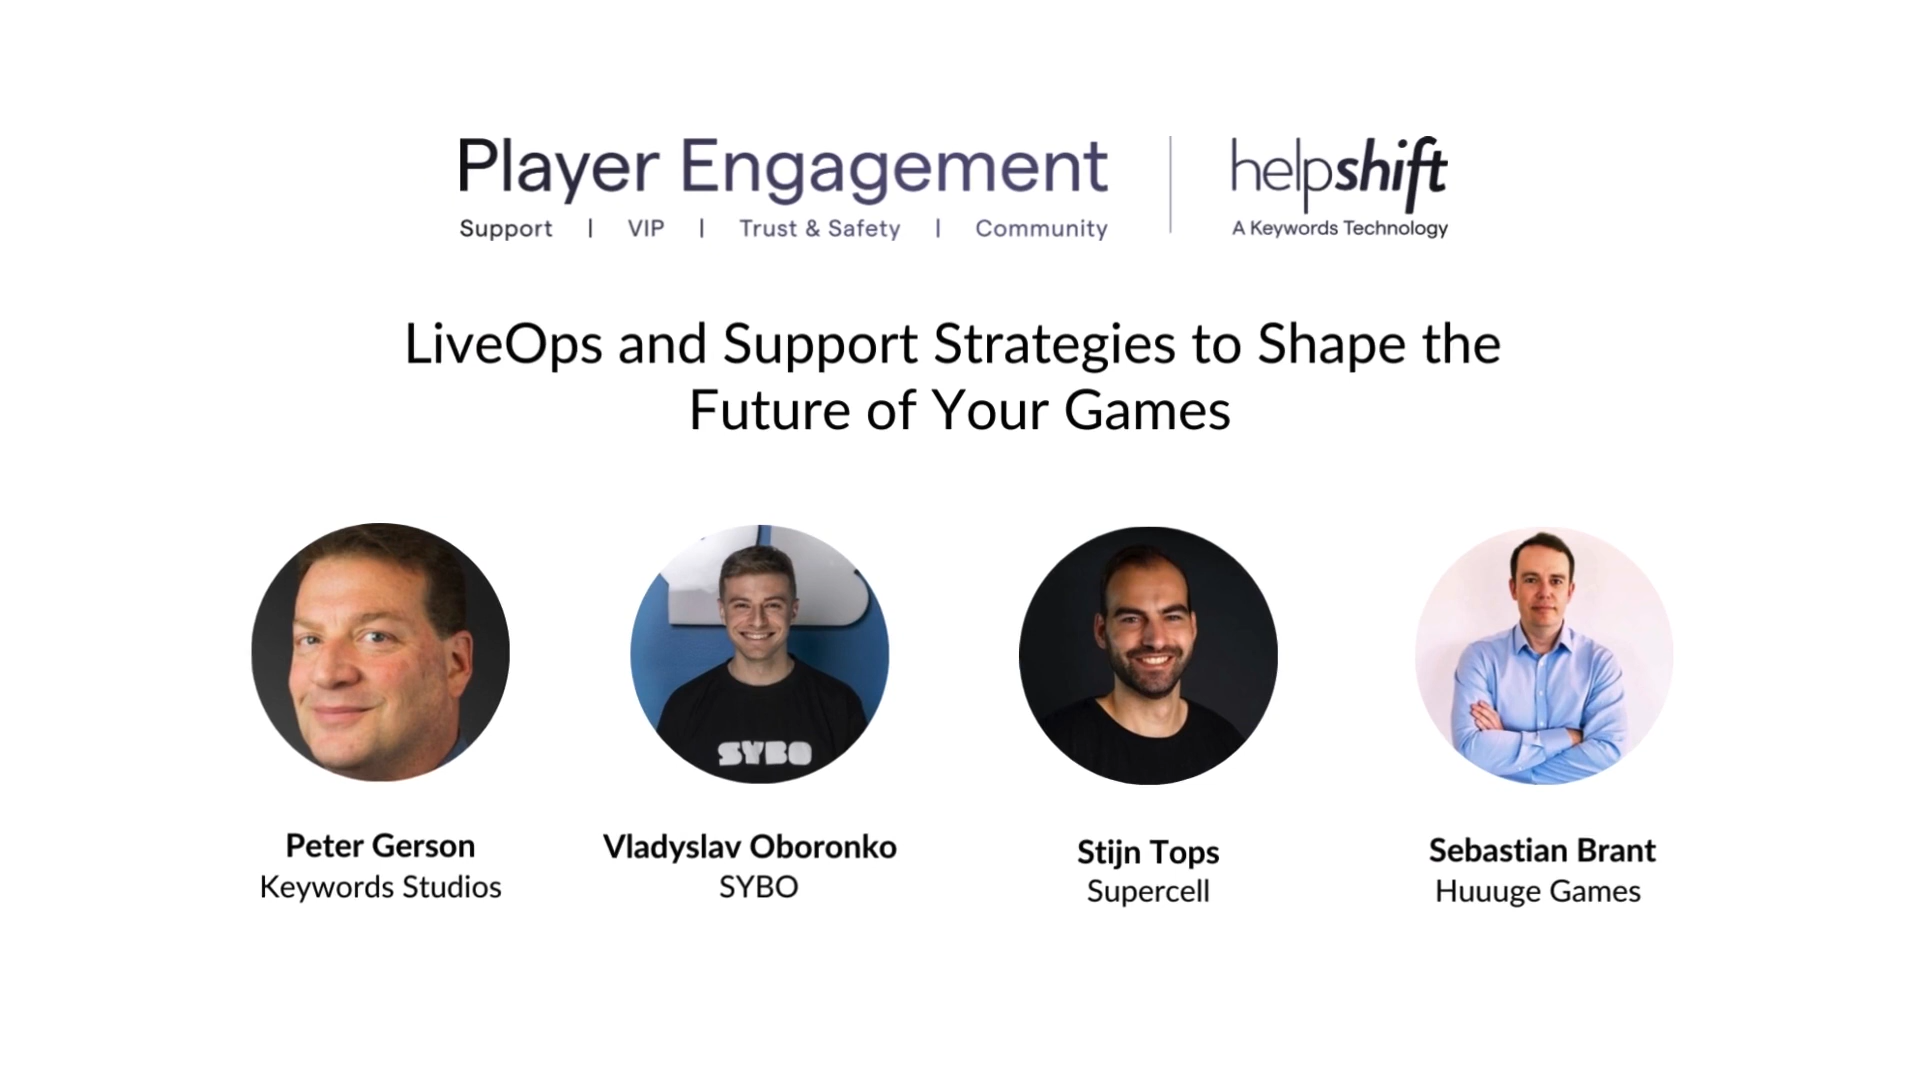 Player Engagement
Support | VIP | Trust & Safety | Community
helpshift
A Keywords Technology
LiveOps and Support Strategies to Shape the
Future of Your Games
SYBO
Peter Gerson
Keywords Studios
Vladyslav Oboronko
SYBO
Stijn Tops
Supercell
Sebastian Brant
Huuuge Games